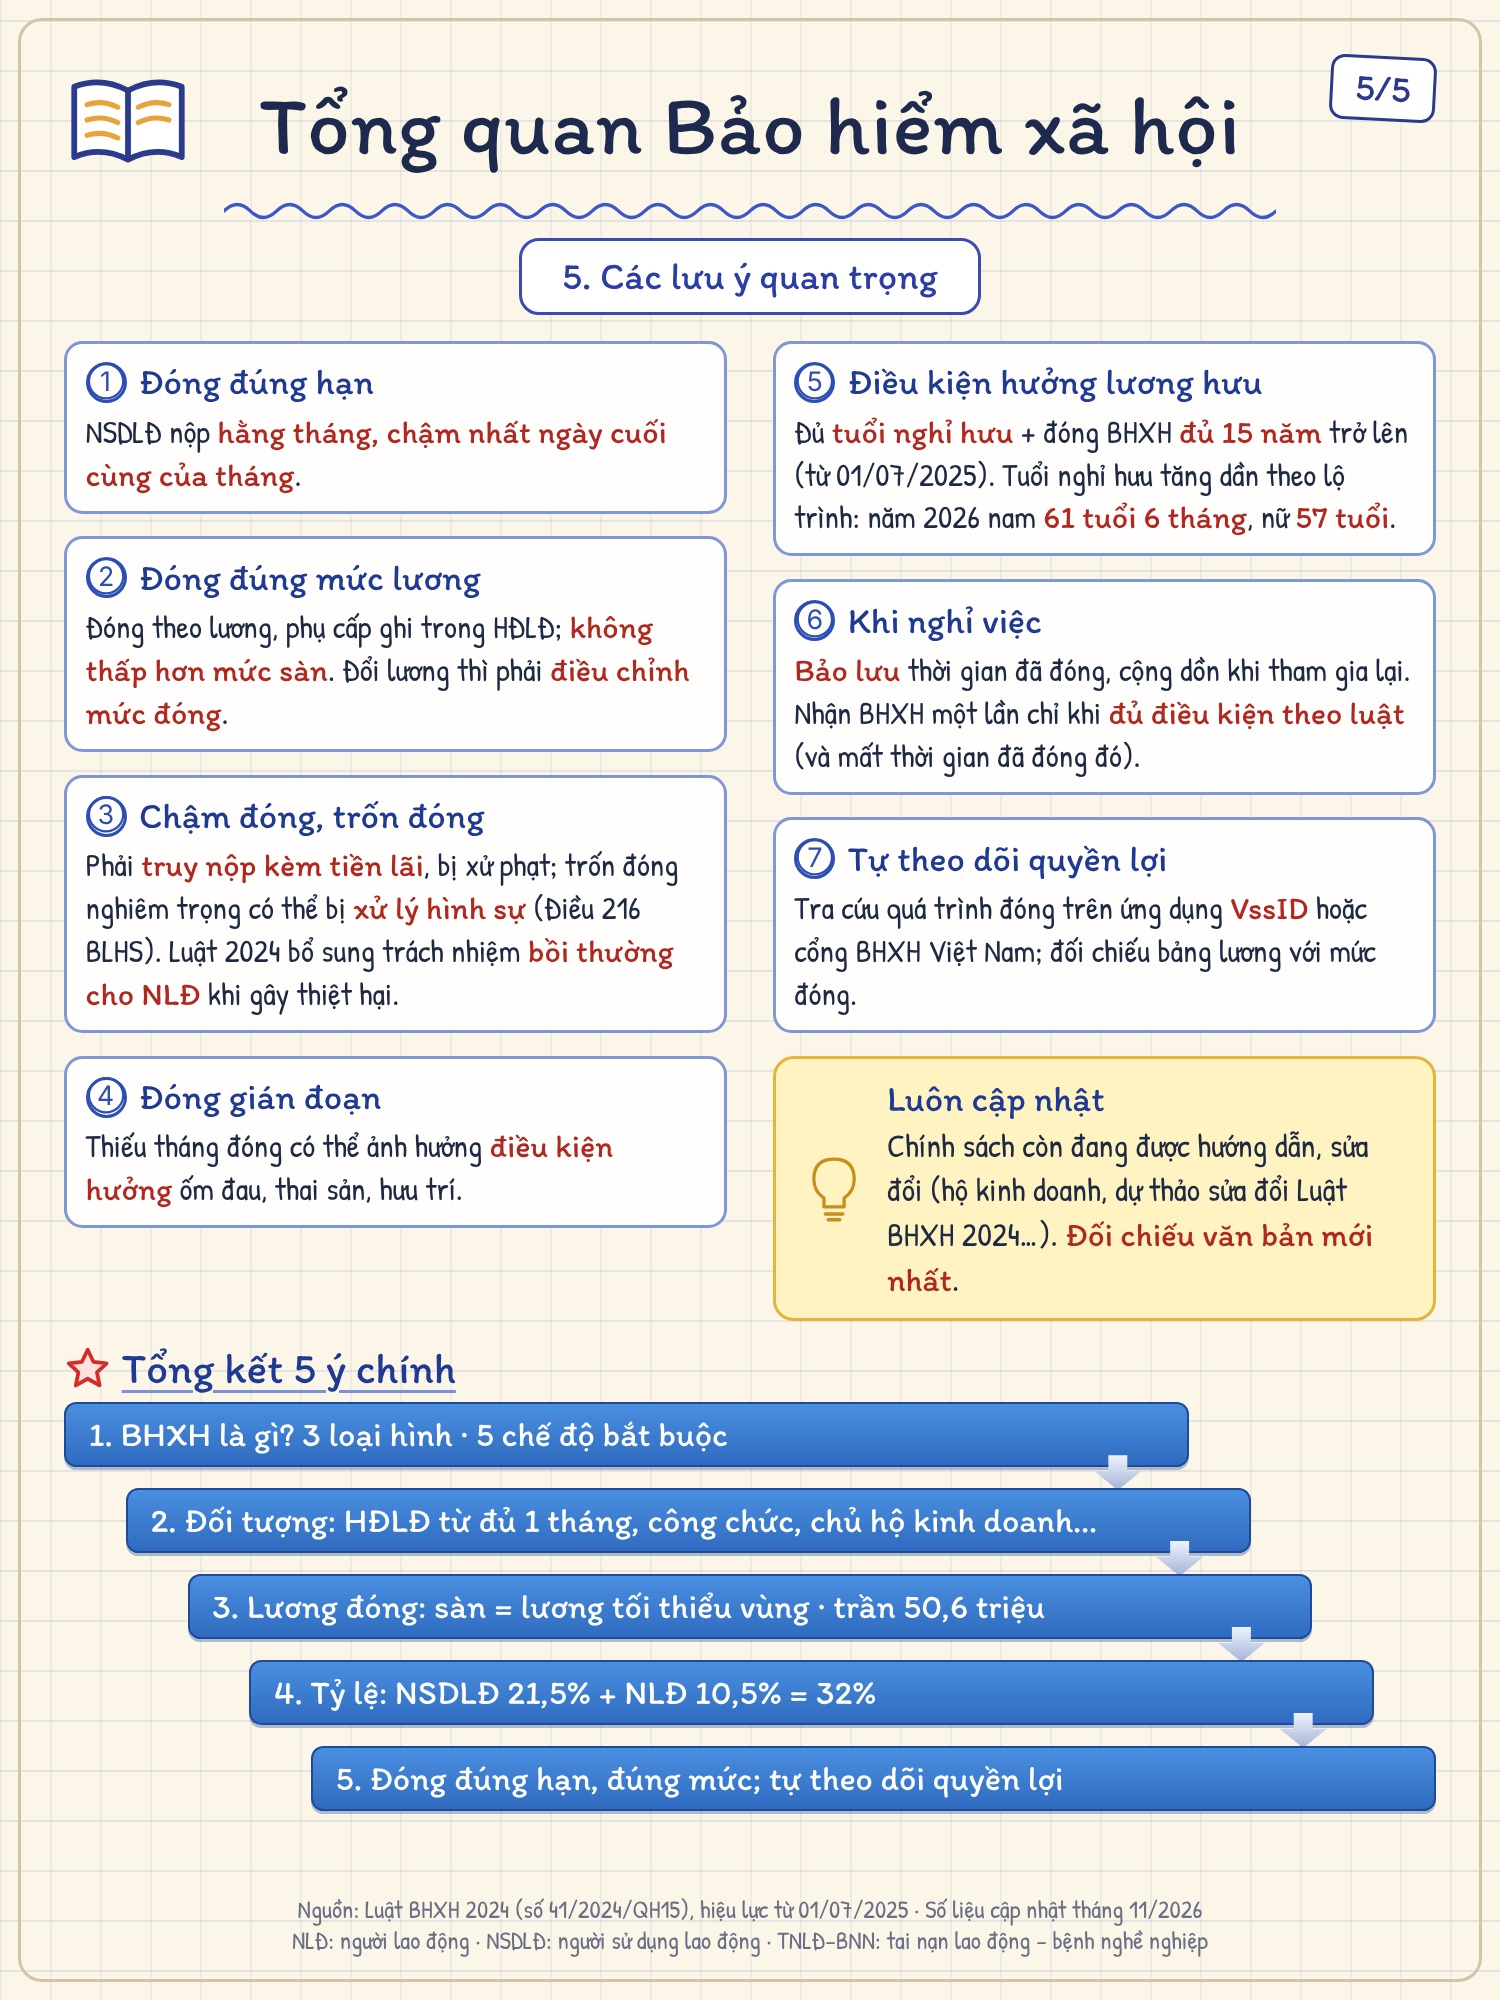 5/5
Tổng quan Bảo hiểm xã hội
5. Các lưu ý quan trọng
1 Đóng đúng hạn
NSDLĐ nộp hằng tháng, chậm nhất ngày cuối
cùng của tháng.
2 Đóng đúng mức lương
Đóng theo lương, phụ cấp ghi trong HĐLĐ; không
thấp hơn mức sàn. Đổi lương thì phải điều chỉnh
mức đóng.
3 Chậm đóng, trốn đóng
Phải truy nộp kèm tiền lãi, bị xử phạt; trốn đóng
nghiêm trọng có thể bị xử lý hình sự (Điều 216
BLHS). Luật 2024 bổ sung trách nhiệm bồi thường
cho NLĐ khi gây thiệt hại.
4 Đóng gián đoạn
Thiếu tháng đóng có thể ảnh hưởng điều kiện
hưởng ốm đau, thai sản, hưu trí.
5 Điều kiện hưởng lương hưu
Đủ tuổi nghỉ hưu + đóng BHXH đủ 15 năm trở lên
(từ 01/07/2025). Tuổi nghỉ hưu tăng dần theo lộ
trình: năm 2026 nam 61 tuổi 6 tháng, nữ 57 tuổi.
6 Khi nghỉ việc
Bảo lưu thời gian đã đóng, cộng dồn khi tham gia lại.
Nhận BHXH một lần chỉ khi đủ điều kiện theo luật
(và mất thời gian đã đóng đó).
7 Tự theo dõi quyền lợi
Tra cứu quá trình đóng trên ứng dụng VssID hoặc
cổng BHXH Việt Nam; đối chiếu bảng lương với mức
đóng.
Luôn cập nhật
Chính sách còn đang được hướng dẫn, sửa
đổi (hộ kinh doanh, dự thảo sửa đổi Luật
BHXH 2024…). Đối chiếu văn bản mới
nhất.
Tổng kết 5 ý chính
1. BHXH là gì? 3 loại hình · 5 chế độ bắt buộc
2. Đối tượng: HĐLĐ từ đủ 1 tháng, công chức, chủ hộ kinh doanh…
3. Lương đóng: sàn = lương tối thiểu vùng · trần 50,6 triệu
4. Tỷ lệ: NSDLĐ 21,5% + NLĐ 10,5% = 32%
5. Đóng đúng hạn, đúng mức; tự theo dõi quyền lợi
Nguồn: Luật BHXH 2024 (số 41/2024/QH15), hiệu lực từ 01/07/2025 · Số liệu cập nhật tháng 11/2026
NLĐ: người lao động · NSDLĐ: người sử dụng lao động · TNLĐ–BNN: tai nạn lao động – bệnh nghề nghiệp